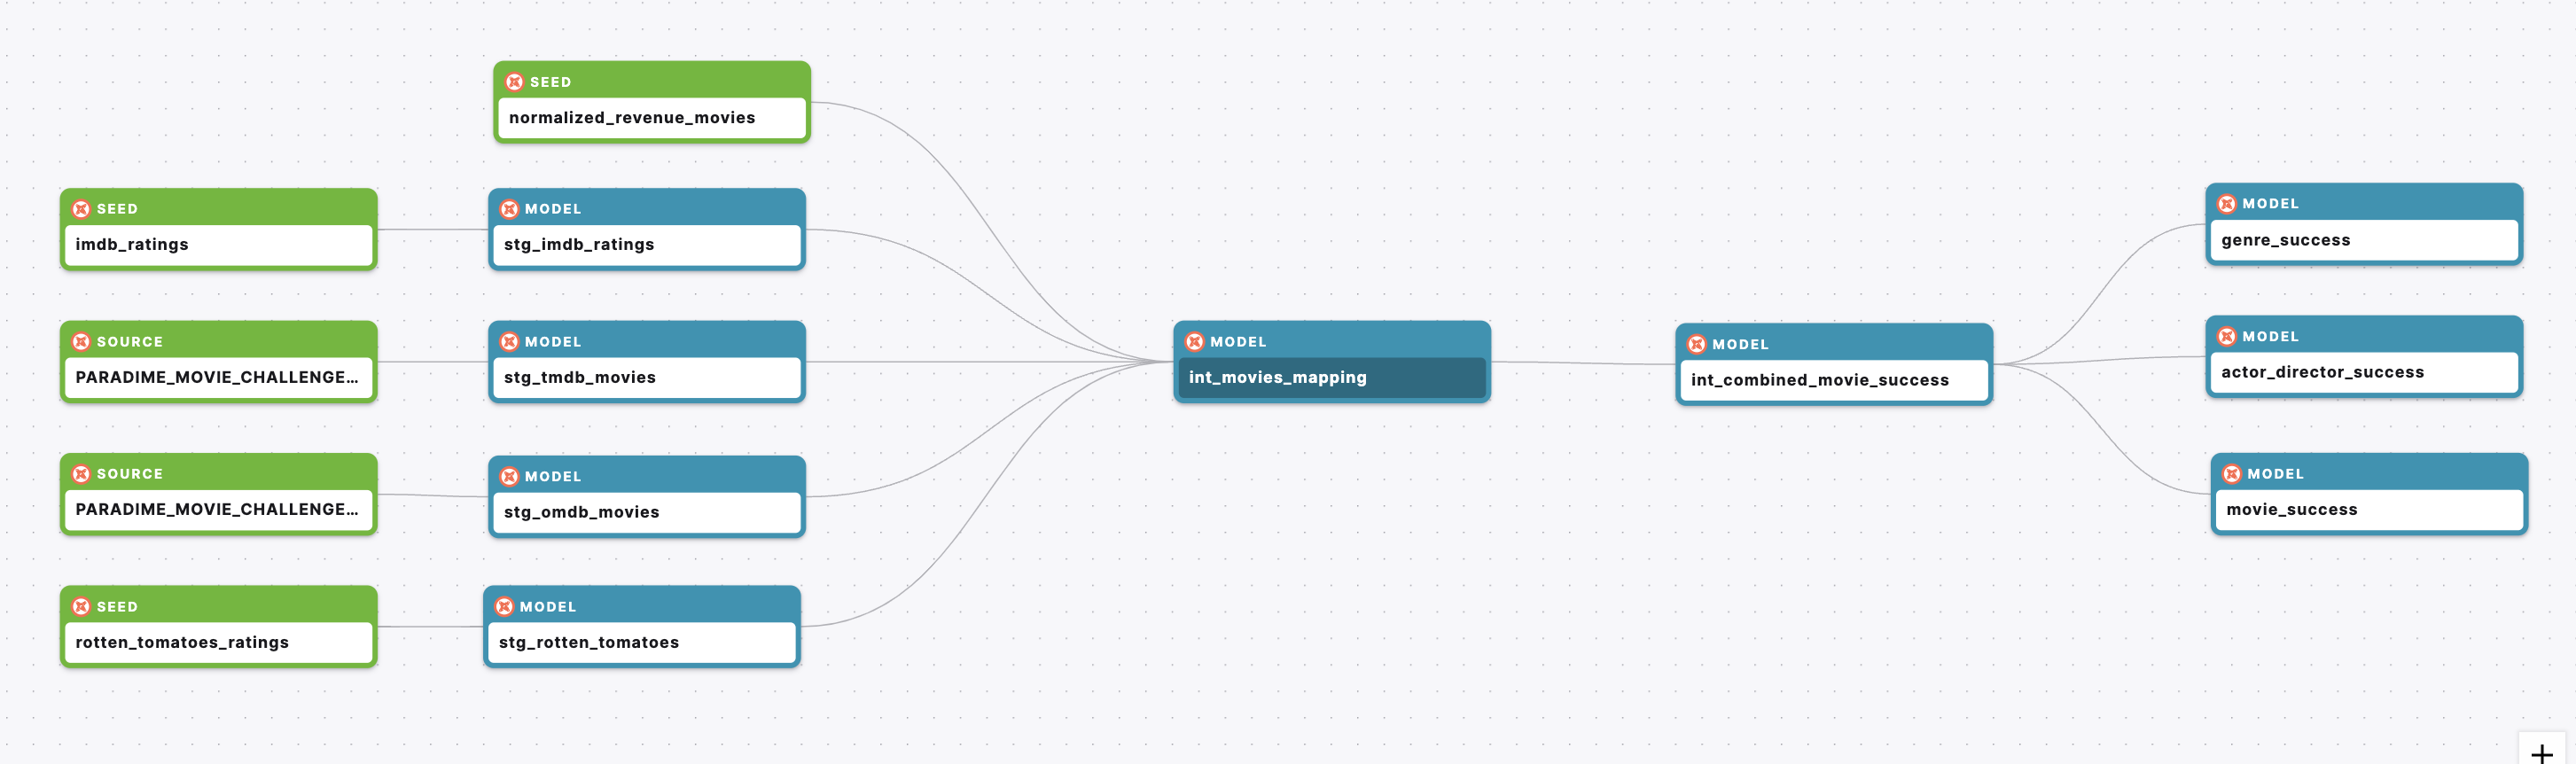 SEED
normalized_revenue_movies
SEED
imdb_ratings
MODEL
stg_imdb_ratings
SOURCE
PARADIME_MOVIE_CHALLENGE...
MODEL
stg_tmdb_movies
SOURCE
PARADIME_MOVIE_CHALLENGE...
MODEL
stg_omdb_movies
SEED
rotten_tomatoes_ratings
MODEL
stg_rotten_tomatoes
MODEL
int_movies_mapping
MODEL
int_combined_movie_success
MODEL
genre_success
MODEL
actor_director_success
MODEL
movie_success